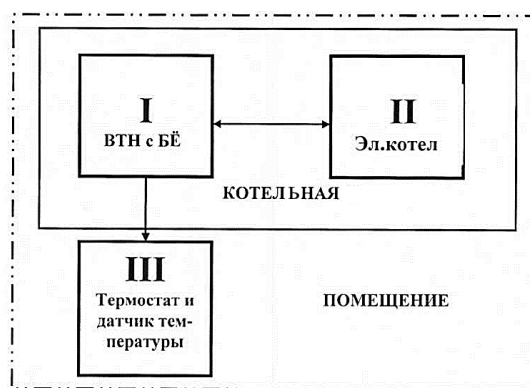 I
ВТН с БЁ
II
Эл.котел
КОТЕЛЬНАЯ
III
Термостат и
датчик тем-
пературы
ПОМЕЩЕНИЕ